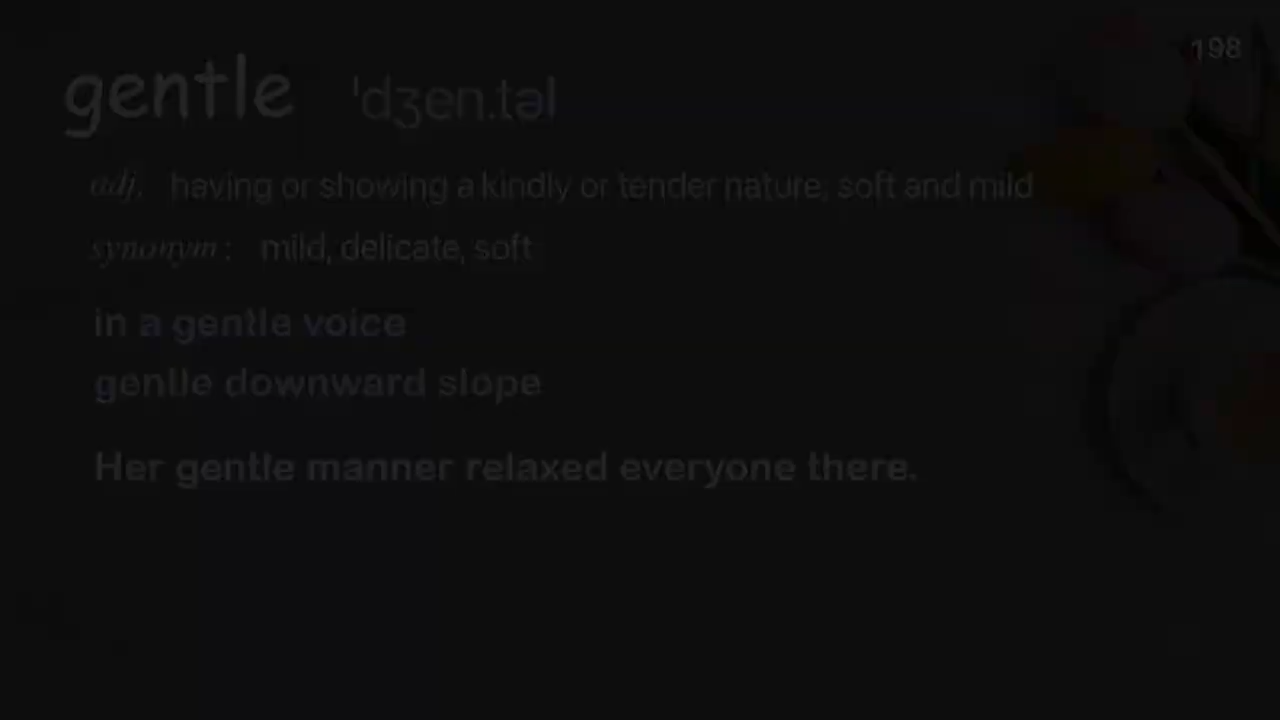 198
gentle ˈdʒen.təl
adj. having or showing a kindly or tender nature; soft and mild
synonym : mild, delicate, soft
in a gentle voice
gentle downward slope
Her gentle manner relaxed everyone there.